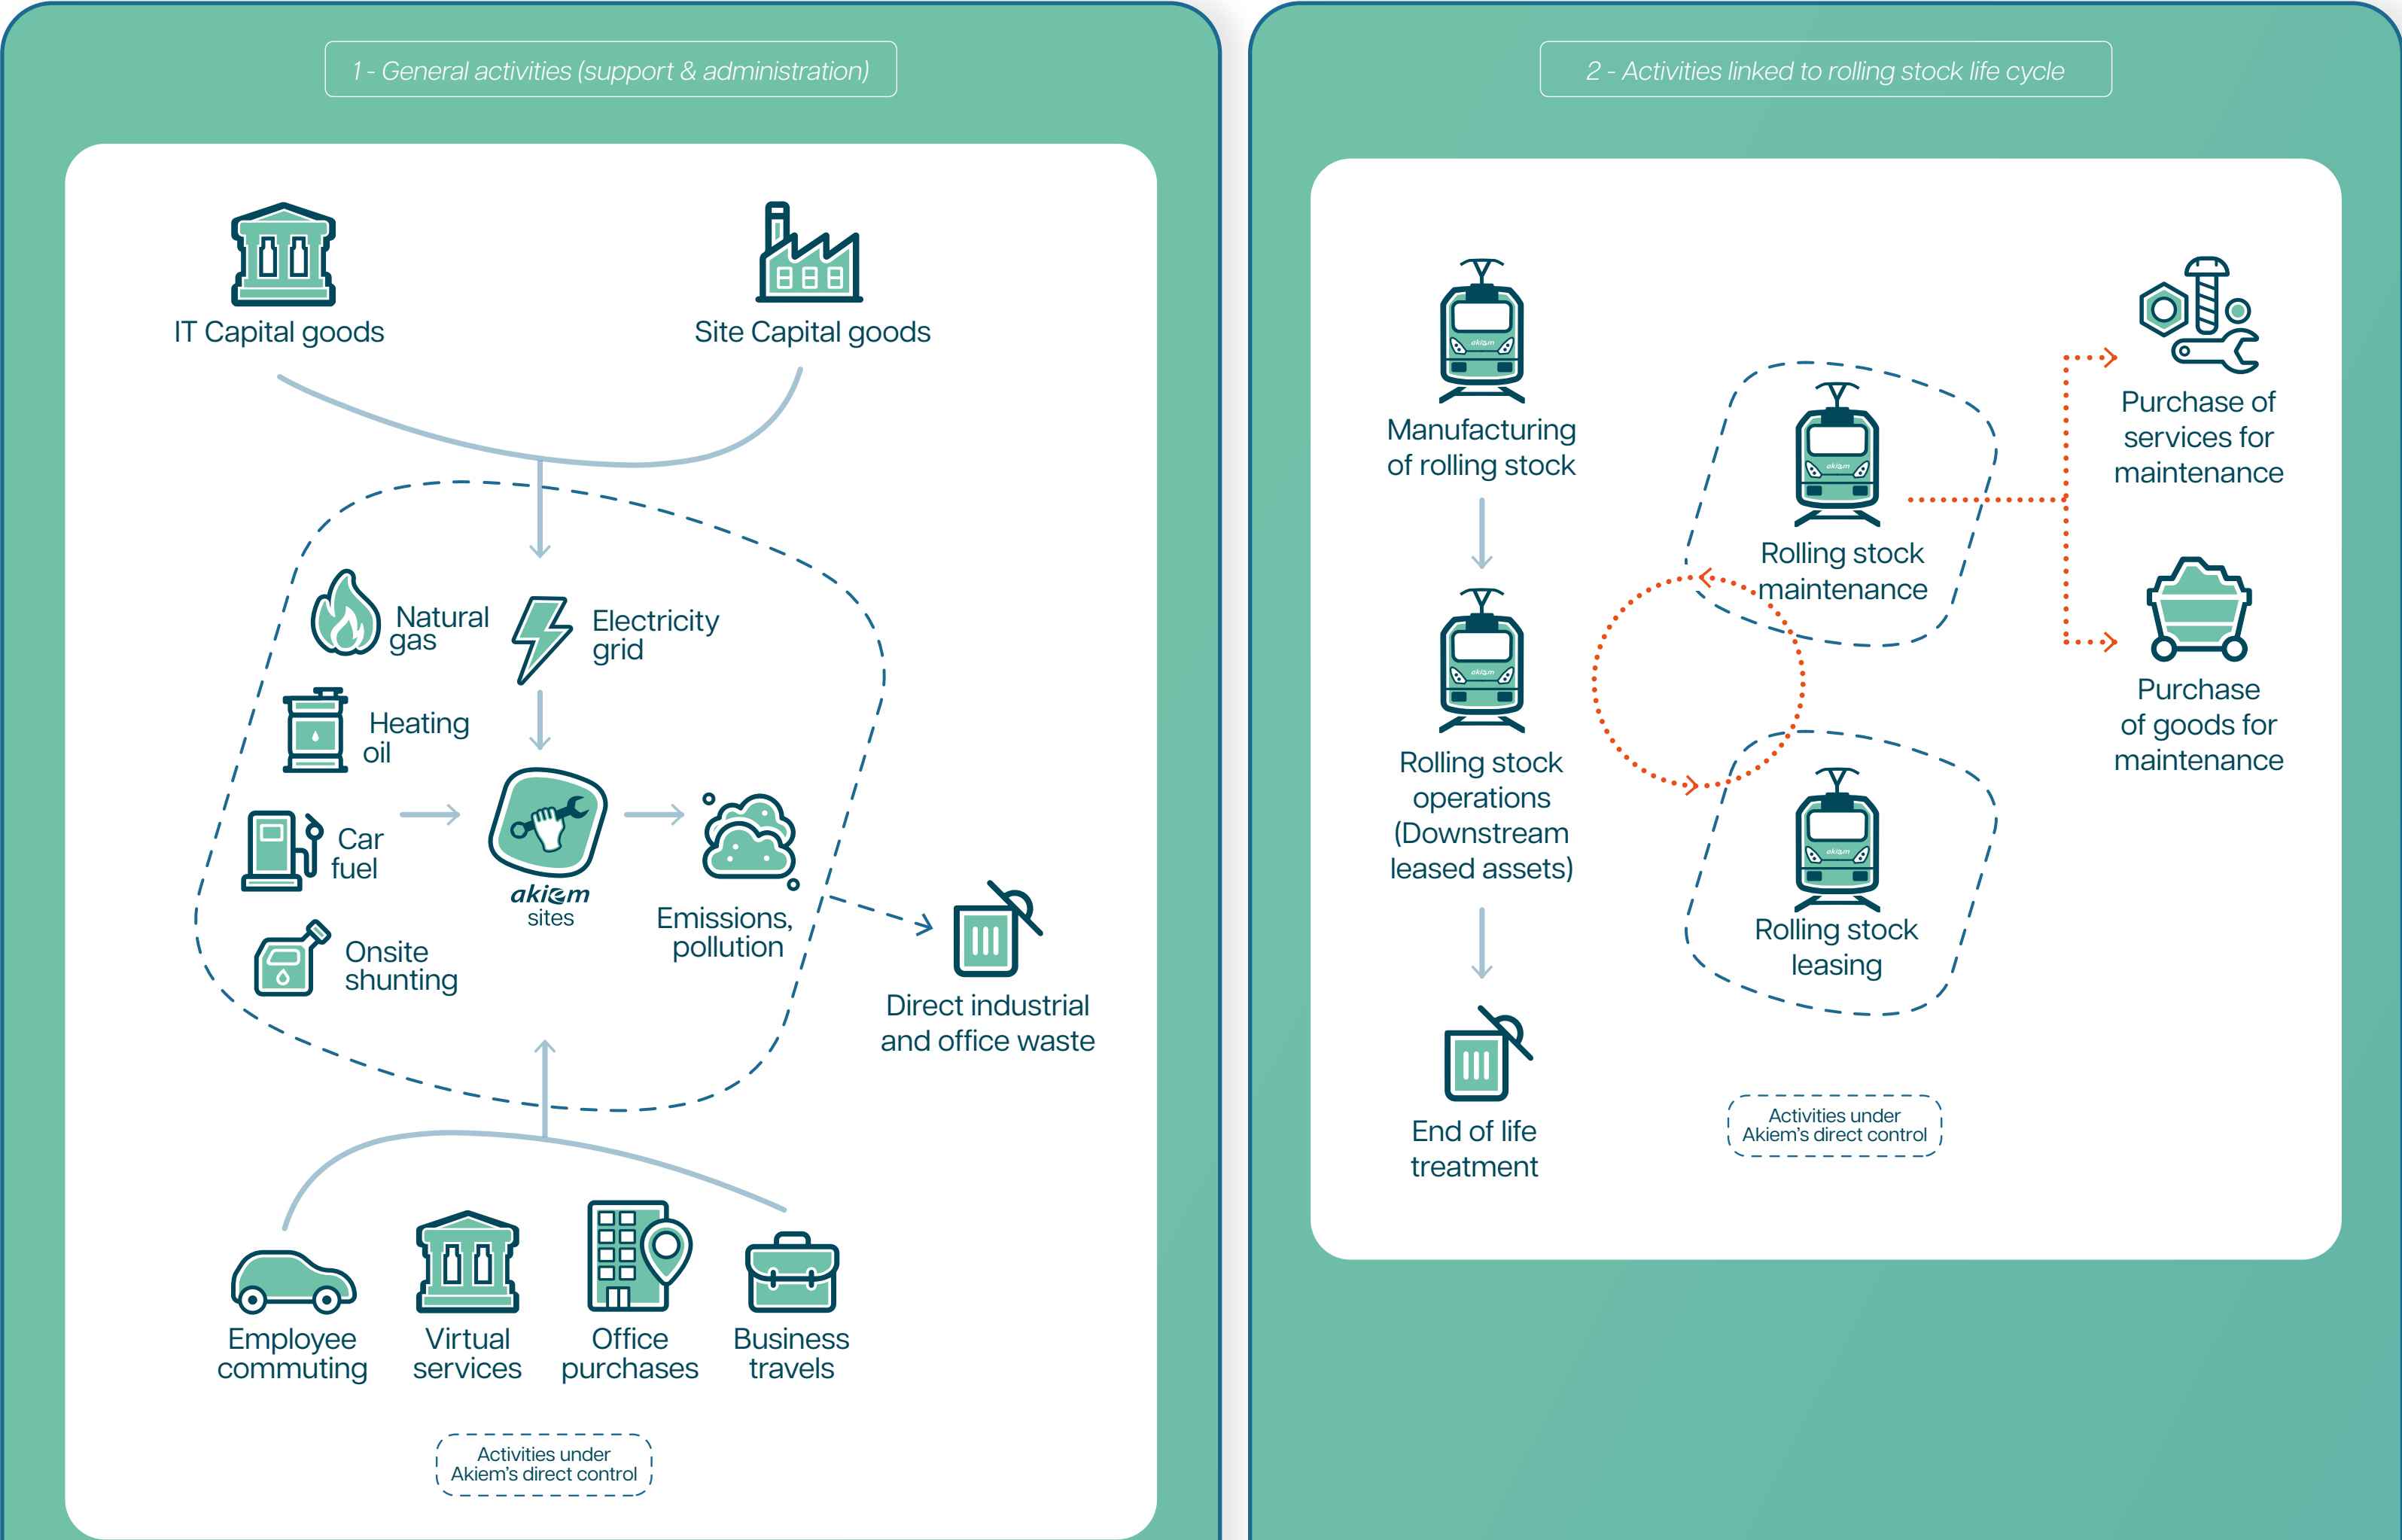 1 - General activities (support & administration)
IT Capital goods
Site Capital goods
Natural
gas
Electricity
grid
Heating
oil
Car
fuel
akiem
sites
Emissions,
pollution
Onsite
shunting
Direct industrial
and office waste
Employee
commuting
Virtual
services
Office
purchases
Business
travels
Activities under
Akiem's direct control
2 - Activities linked to rolling stock life cycle
akiem
Manufacturing
of rolling stock
akiem
Rolling stock
maintenance
Purchase of
services for
maintenance
akiem
Rolling stock
operations
(Downstream
leased assets)
Purchase
of goods for
maintenance
akiem
Rolling stock
leasing
End of life
treatment
Activities under
Akiem's direct control